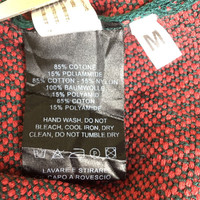 M
85% COTONE
15% POLIAMMIDE
85% COTTON - 15% NYLON
100% BAUMWOLLE
15% POLYAMID
85% COTON
15% POLYAMIDE
HAND WASH, DO NOT
BLEACH, COOL IRON, DRY
CLEAN, DO NOT TUMBLE DRY
LAVARE E STIRARE
CAPO A ROVESCIO